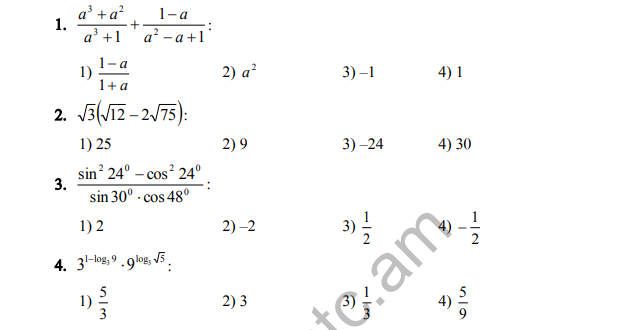 1. \frac{a^3 + a^2}{a^3 + 1} + \frac{1 - a}{a^2 - a + 1} :
1) \frac{1 - a}{1 + a} 2) a^2 3) –1 4) 1
2. \sqrt{3}(\sqrt{12} - 2\sqrt{75}):
1) 25 2) 9 3) –24 4) 30
3. \frac{\sin^2 24^0 - \cos^2 24^0}{\sin 30^0 \cdot \cos 48^0} :
1) 2 2) –2 3) \frac{1}{2} 4) -\frac{1}{2}
4. 3^{1-\log_3 9} \cdot 9^{\log_3 \sqrt{5}} :
1) \frac{5}{3} 2) 3 3) \frac{1}{3} 4) \frac{5}{9}
tc.am